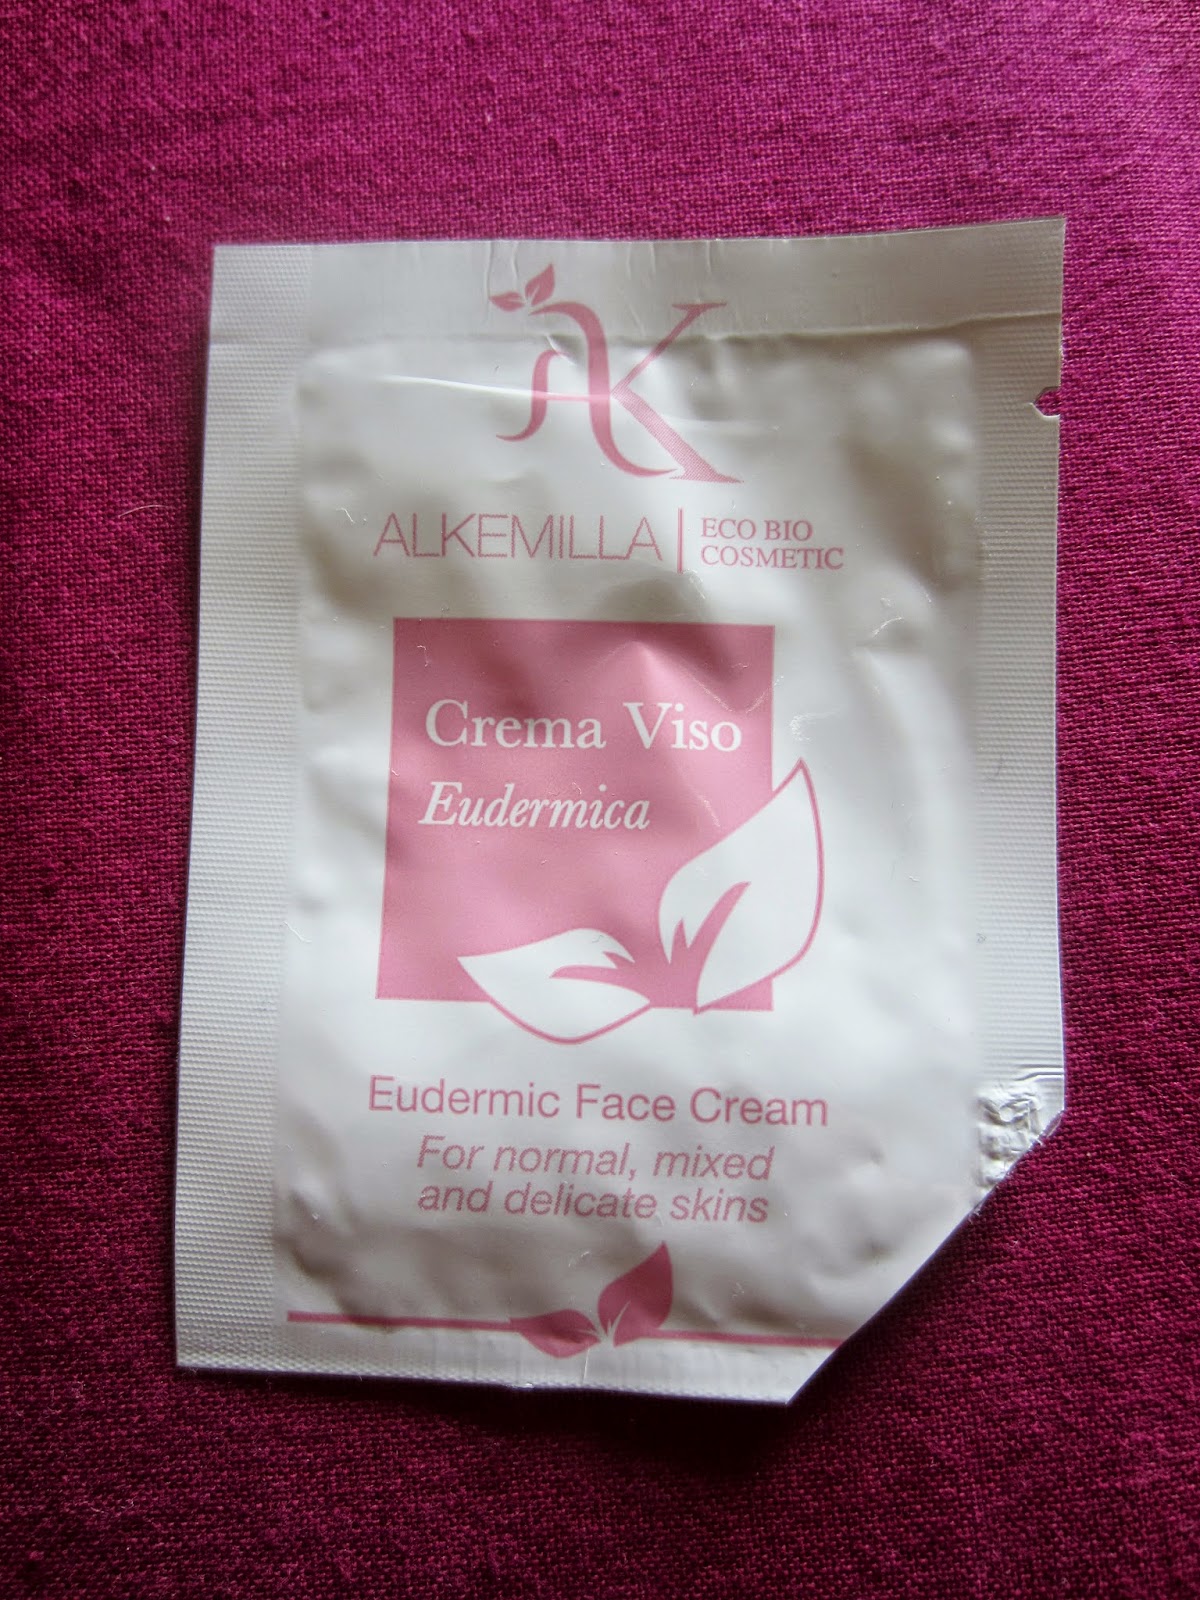 AK
ALKEMILLA
ECO BIO
COSMETIC
Crema Viso
Eudermica
Eudermic Face Cream
For normal, mixed
and delicate skins